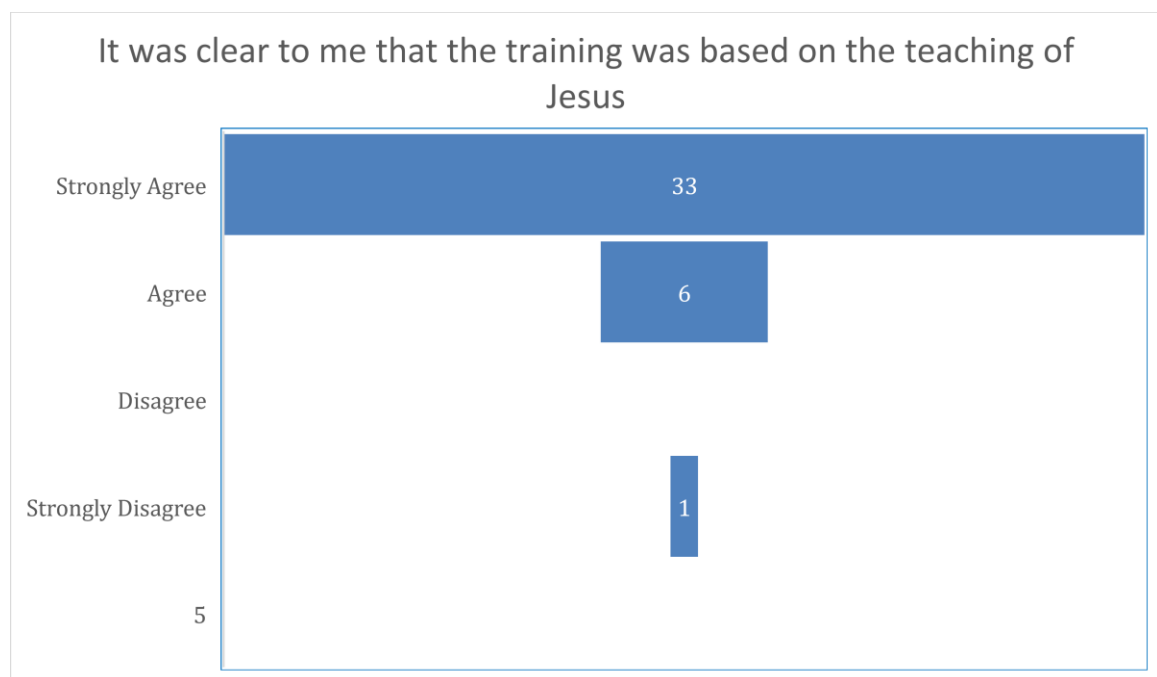 It was clear to me that the training was based on the teaching of
Jesus
Strongly Agree
33
Agree
6
Disagree
Strongly Disagree
1
5